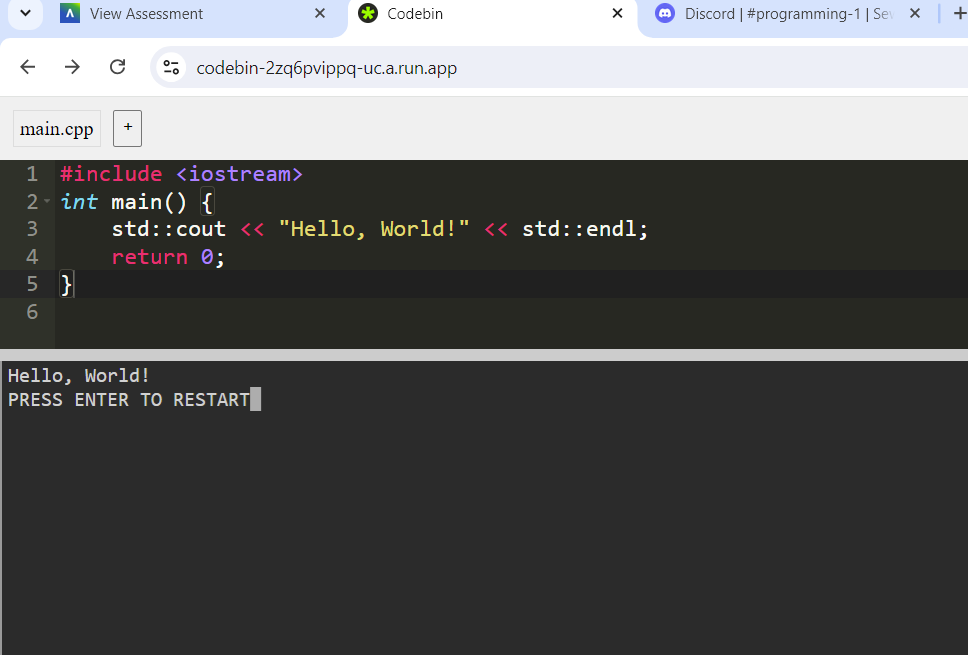 View Assessment
Codebin
Discord | #programming-1 | Se
codebin-2zq6pvippq-uc.a.run.app
main.cpp
+
1 #include <iostream>
2 int main() {
3     std::cout << "Hello, World!" << std::endl;
4     return 0;
5 }
6
Hello, World!
PRESS ENTER TO RESTART